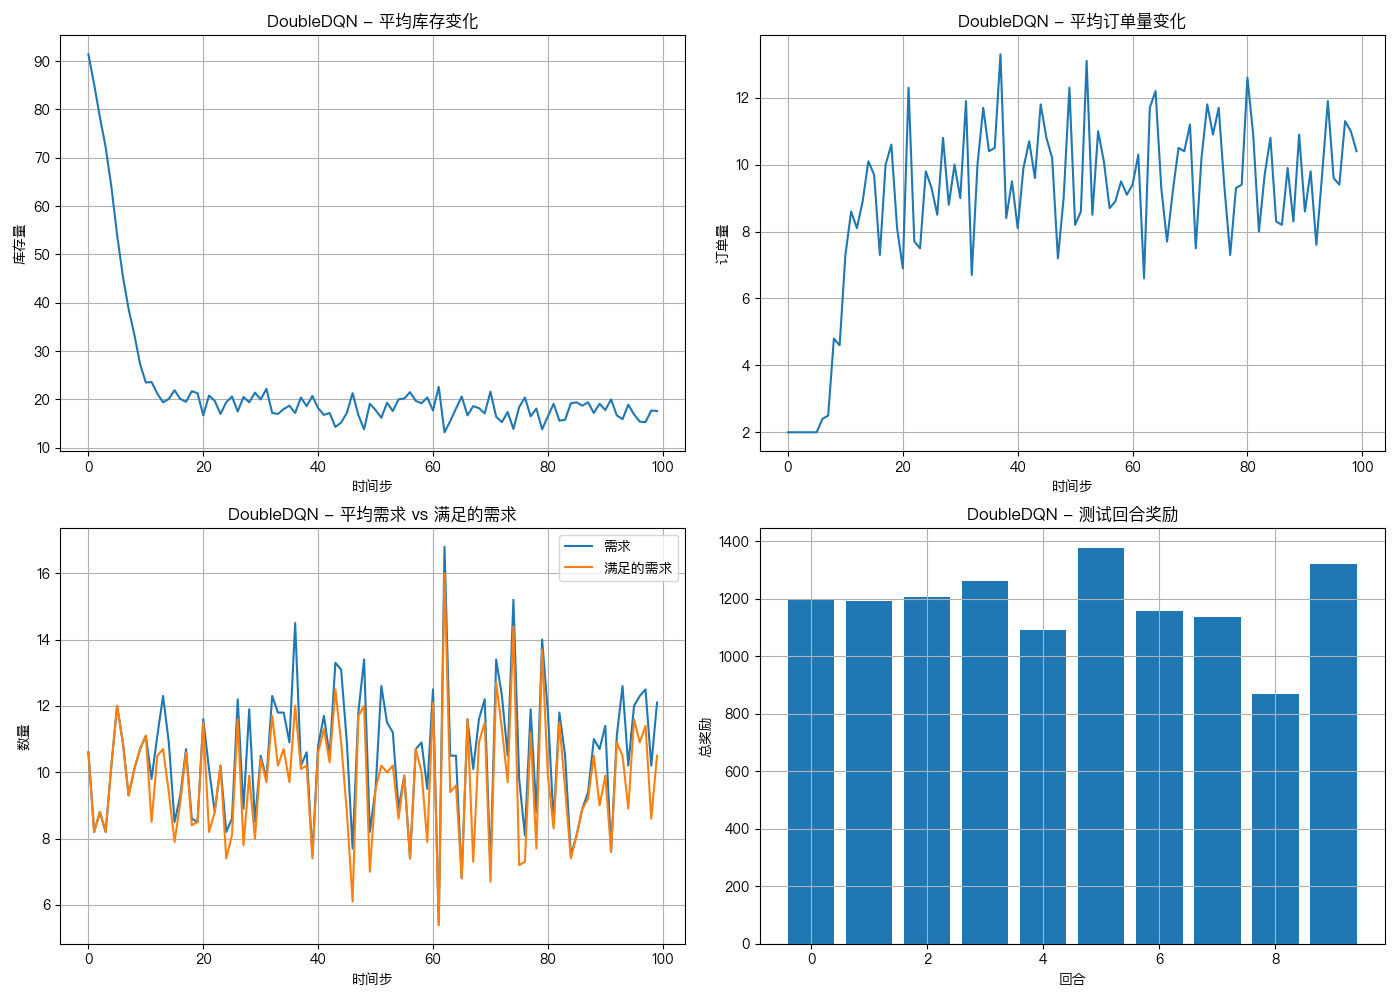 DoubleDQN – 平均库存变化
库存量
90
80
70
60
50
40
30
20
10
0 20 40 60 80 100
时间步
DoubleDQN – 平均订单量变化
订单量
12
10
8
6
4
2
0 20 40 60 80 100
时间步
DoubleDQN – 平均需求 vs 满足的需求
需求
满足的需求
数量
16
14
12
10
8
6
0 20 40 60 80 100
时间步
DoubleDQN – 测试回合奖励
总奖励
1400
1200
1000
800
600
400
200
0
0 2 4 6 8
回合